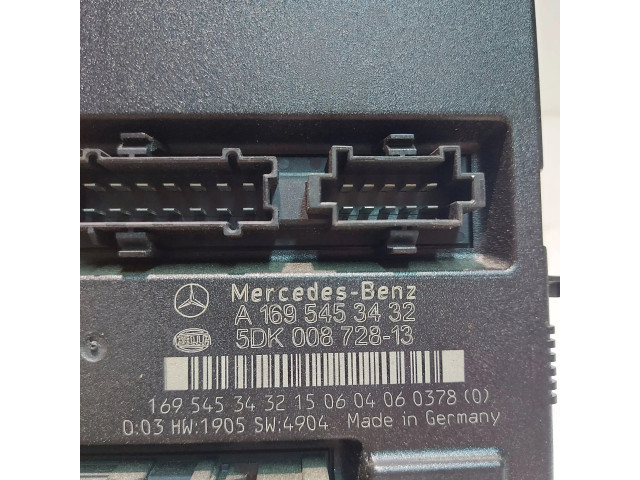 Mercedes-Benz
A 169 545 34 32
HELLA
5DK 008 728-13
169 545 34 32 15 06 04 06 0378 (0)
0:03 HW:1905 SW:4904 Made in Germany